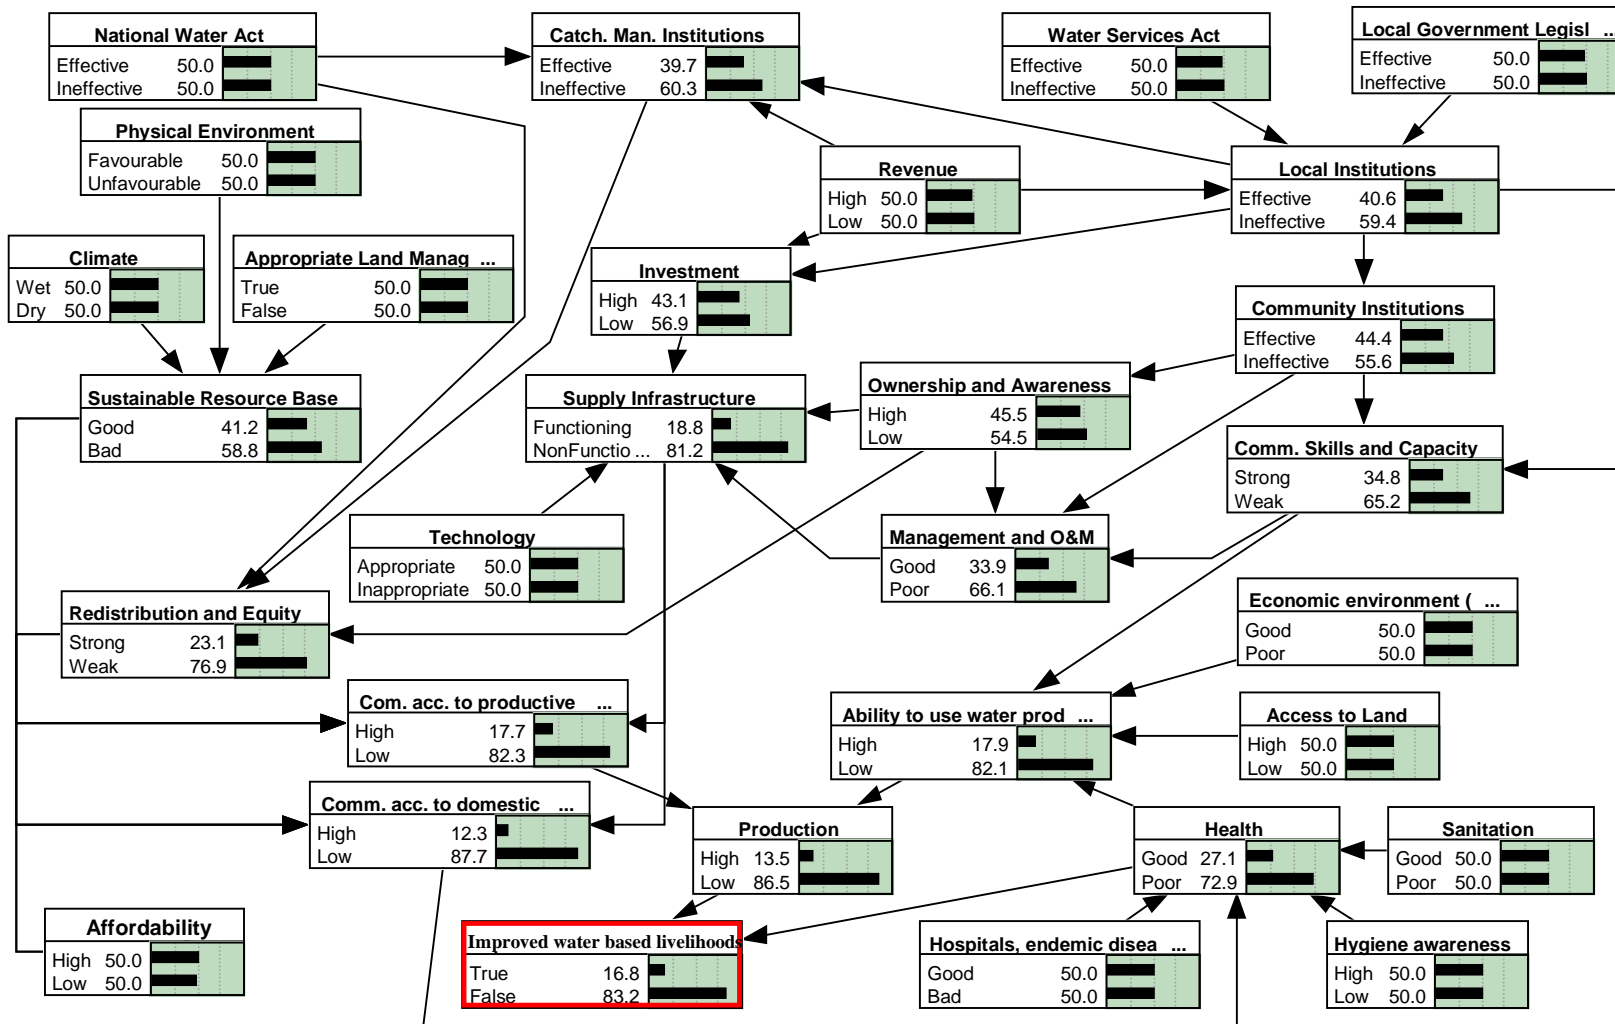 National Water Act
Effective 50.0
Ineffective 50.0
Catch. Man. Institutions
Effective 39.7
Ineffective 60.3
Water Services Act
Effective 50.0
Ineffective 50.0
Local Government Legisl ...
Effective 50.0
Ineffective 50.0
Physical Environment
Favourable 50.0
Unfavourable 50.0
Revenue
High 50.0
Low 50.0
Local Institutions
Effective 40.6
Ineffective 59.4
Climate
Wet 50.0
Dry 50.0
Appropriate Land Manag ...
True 50.0
False 50.0
Investment
High 43.1
Low 56.9
Community Institutions
Effective 44.4
Ineffective 55.6
Sustainable Resource Base
Good 41.2
Bad 58.8
Supply Infrastructure
Functioning 18.8
NonFunctio ... 81.2
Ownership and Awareness
High 45.5
Low 54.5
Comm. Skills and Capacity
Strong 34.8
Weak 65.2
Technology
Appropriate 50.0
Inappropriate 50.0
Management and O&M
Good 33.9
Poor 66.1
Redistribution and Equity
Strong 23.1
Weak 76.9
Economic environment ( ...
Good 50.0
Poor 50.0
Com. acc. to productive ...
High 17.7
Low 82.3
Ability to use water prod ...
High 17.9
Low 82.1
Access to Land
High 50.0
Low 50.0
Comm. acc. to domestic ...
High 12.3
Low 87.7
Production
High 13.5
Low 86.5
Health
Good 27.1
Poor 72.9
Sanitation
Good 50.0
Poor 50.0
Affordability
High 50.0
Low 50.0
Improved water based livelihoods
True 16.8
False 83.2
Hospitals, endemic disea ...
Good 50.0
Bad 50.0
Hygiene awareness
High 50.0
Low 50.0